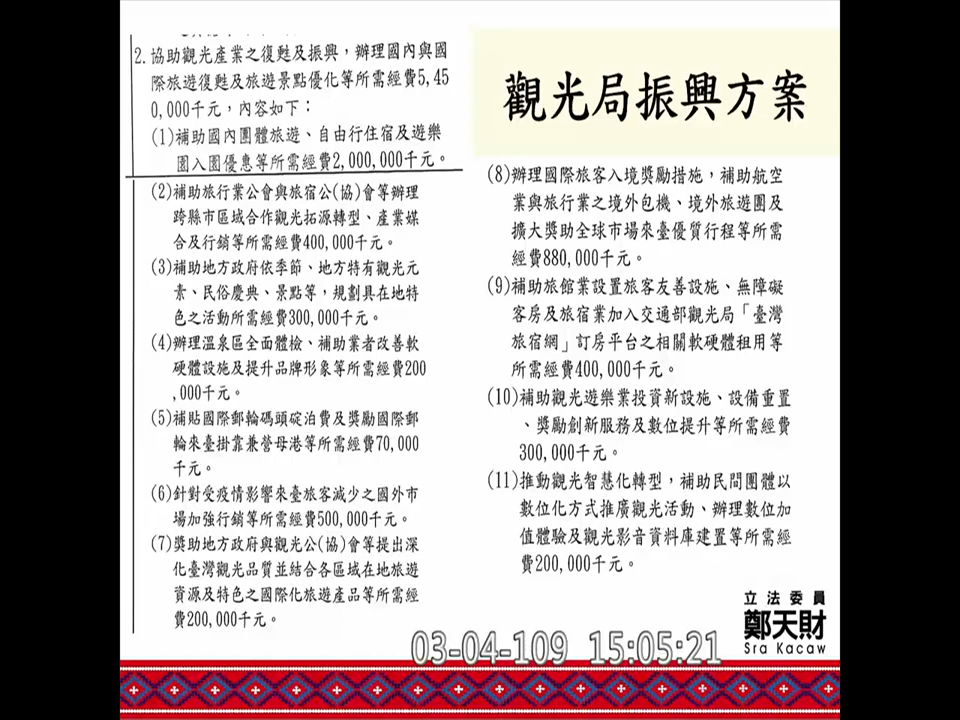 2.協助觀光產業之復甦及振興，辦理國內與國
際旅遊復甦及旅遊景點優化等所需經費5,45
0,000千元，內容如下：
(1)補助國內團體旅遊、自由行住宿及遊樂
園入園優惠等所需經費2,000,000千元。
(2)補助旅行業公會與旅宿公(協)會等辦理
跨縣市區域合作觀光拓源轉型、產業媒
合及行銷等所需經費400,000千元。
(3)補助地方政府依季節、地方特有觀光元
素、民俗慶典、景點等，規劃具在地特
色之活動所需經費300,000千元。
(4)辦理溫泉區全面體檢、補助業者改善軟
硬體設施及提升品牌形象等所需經費200
,000千元。
(5)補貼國際郵輪碼頭碇泊費及獎勵國際郵
輪來臺掛靠兼營母港等所需經費70,000
千元。
(6)針對受疫情影響來臺旅客減少之國外市
場加強行銷等所需經費500,000千元。
(7)獎助地方政府與觀光公(協)會等提出深
化臺灣觀光品質並結合各區域在地旅遊
資源及特色之國際化旅遊產品等所需經
費200,000千元。
觀光局振興方案
(8)辦理國際旅客入境獎勵措施，補助航空
業與旅行業之境外包機、境外旅遊團及
擴大獎助全球市場來臺優質行程等所需
經費880,000千元。
(9)補助旅館業設置旅客友善設施、無障礙
客房及旅宿業加入交通部觀光局「臺灣
旅宿網」訂房平台之相關軟硬體租用等
所需經費400,000千元。
(10)補助觀光遊樂業投資新設施、設備重置
、獎勵創新服務及數位提升等所需經費
300,000千元。
(11)推動觀光智慧化轉型，補助民間團體以
數位化方式推廣觀光活動、辦理數位加
值體驗及觀光影音資料庫建置等所需經
費200,000千元。
立法委員
鄭天財
Sra Kacaw
03-04-109 15:05:21